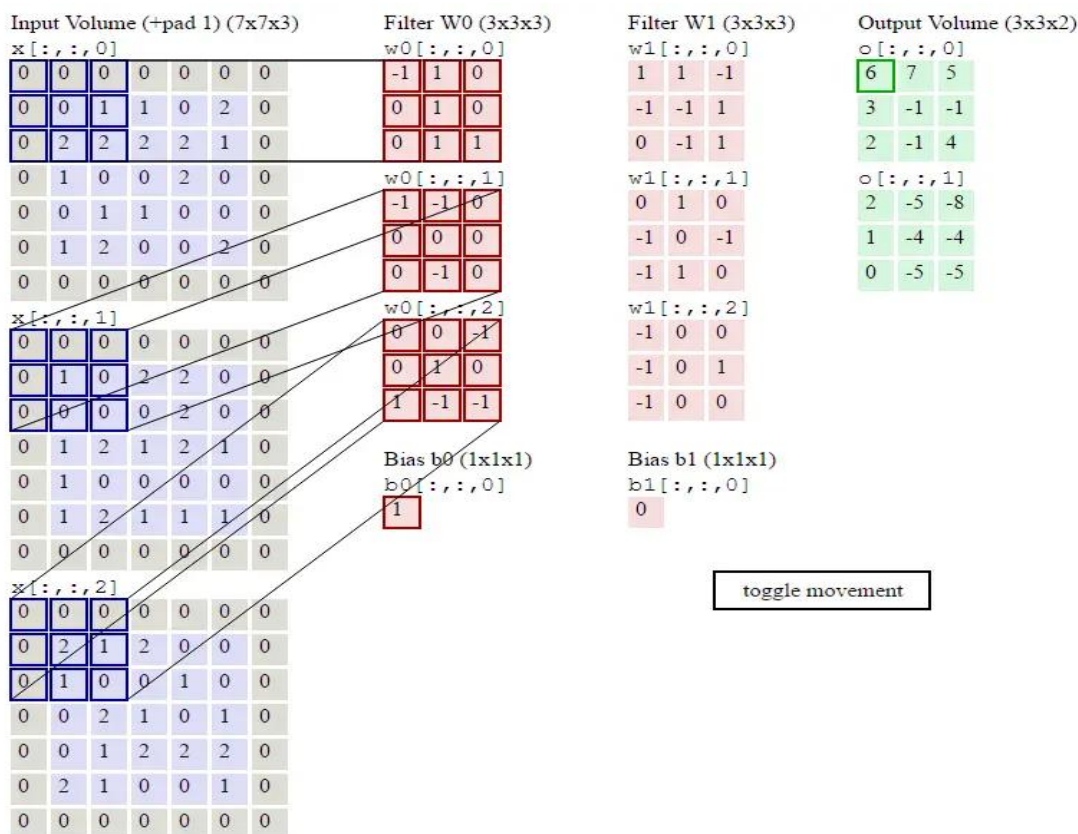 Input Volume (+pad 1) (7x7x3)
x[:,:,0]
0 0 0 0 0 0 0
0 0 1 1 0 2 0
0 2 2 2 2 1 0
0 1 0 0 2 0 0
0 0 1 1 0 0 0
0 1 2 0 0 2 0
0 0 0 0 0 0 0
x[:,:,1]
0 0 0 0 0 0 0
0 1 0 2 2 0 0
0 0 0 0 2 0 0
0 1 2 1 2 1 0
0 1 0 0 0 0 0
0 1 2 1 1 1 0
0 0 0 0 0 0 0
x[:,:,2]
0 0 0 0 0 0 0
0 2 1 2 0 0 0
0 1 0 0 1 0 0
0 0 2 1 0 1 0
0 0 1 2 2 2 0
0 2 1 0 0 1 0
0 0 0 0 0 0 0
Filter W0 (3x3x3)
w0[:,:,0]
-1 1 0
0 1 0
0 1 1
w0[:,:,1]
-1 -1 0
0 0 0
0 -1 0
w0[:,:,2]
0 0 -1
0 1 0
1 -1 -1
Bias b0 (1x1x1)
b0[:,:,0]
1
Filter W1 (3x3x3)
w1[:,:,0]
1 1 -1
-1 -1 1
0 -1 1
w1[:,:,1]
0 1 0
-1 0 -1
-1 1 0
w1[:,:,2]
-1 0 0
-1 0 1
-1 0 0
Bias b1 (1x1x1)
b1[:,:,0]
0
Output Volume (3x3x2)
o[:,:,0]
6 7 5
3 -1 -1
2 -1 4
o[:,:,1]
2 -5 -8
1 -4 -4
0 -5 -5
toggle movement